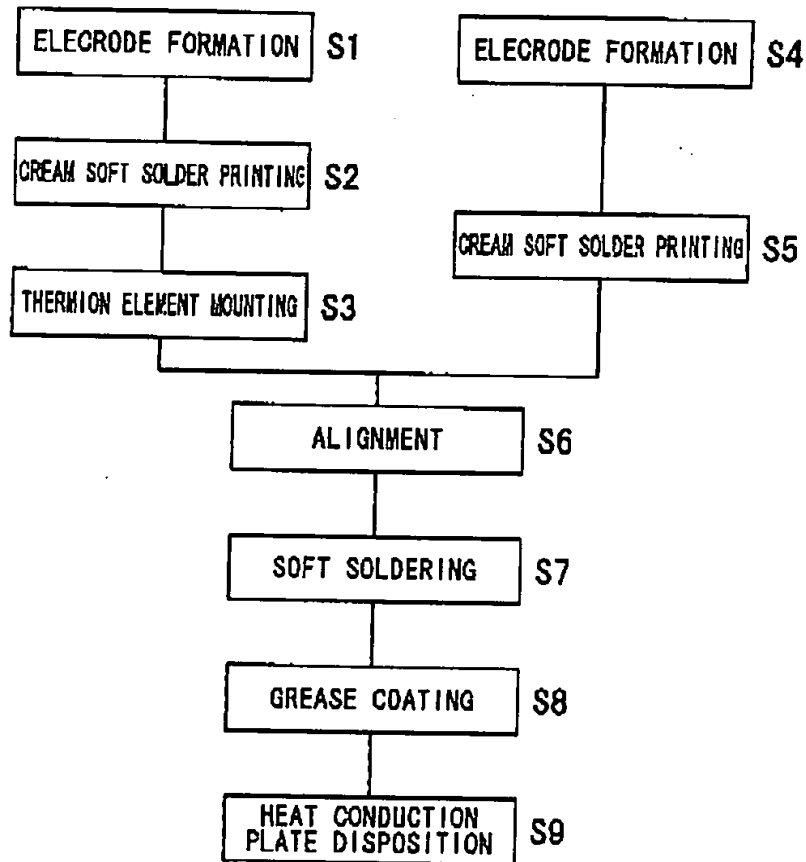 ELECRODE FORMATION S1
CREAM SOFT SOLDER PRINTING S2
THERMION ELEMENT MOUNTING S3
ELECRODE FORMATION S4
CREAM SOFT SOLDER PRINTING S5
ALIGNMENT S6
SOFT SOLDERING S7
GREASE COATING S8
HEAT CONDUCTION
PLATE DISPOSITION S9